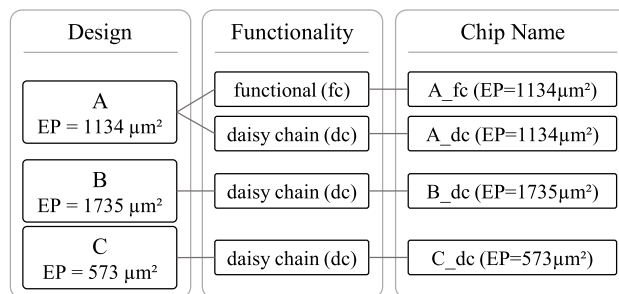 Design
Functionality
Chip Name
A
EP = 1134 µm²
functional (fc)
A_fc (EP=1134µm²)
daisy chain (dc)
A_dc (EP=1134µm²)
B
EP = 1735 µm²
daisy chain (dc)
B_dc (EP=1735µm²)
C
EP = 573 µm²
daisy chain (dc)
C_dc (EP=573µm²)